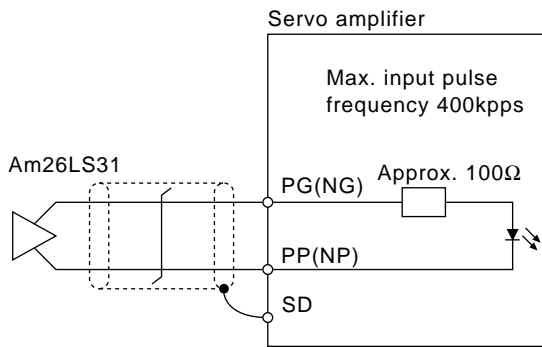 Servo amplifier
Max. input pulse
frequency 400kpps
Am26LS31
PG(NG)
Approx. 100Ω
PP(NP)
SD